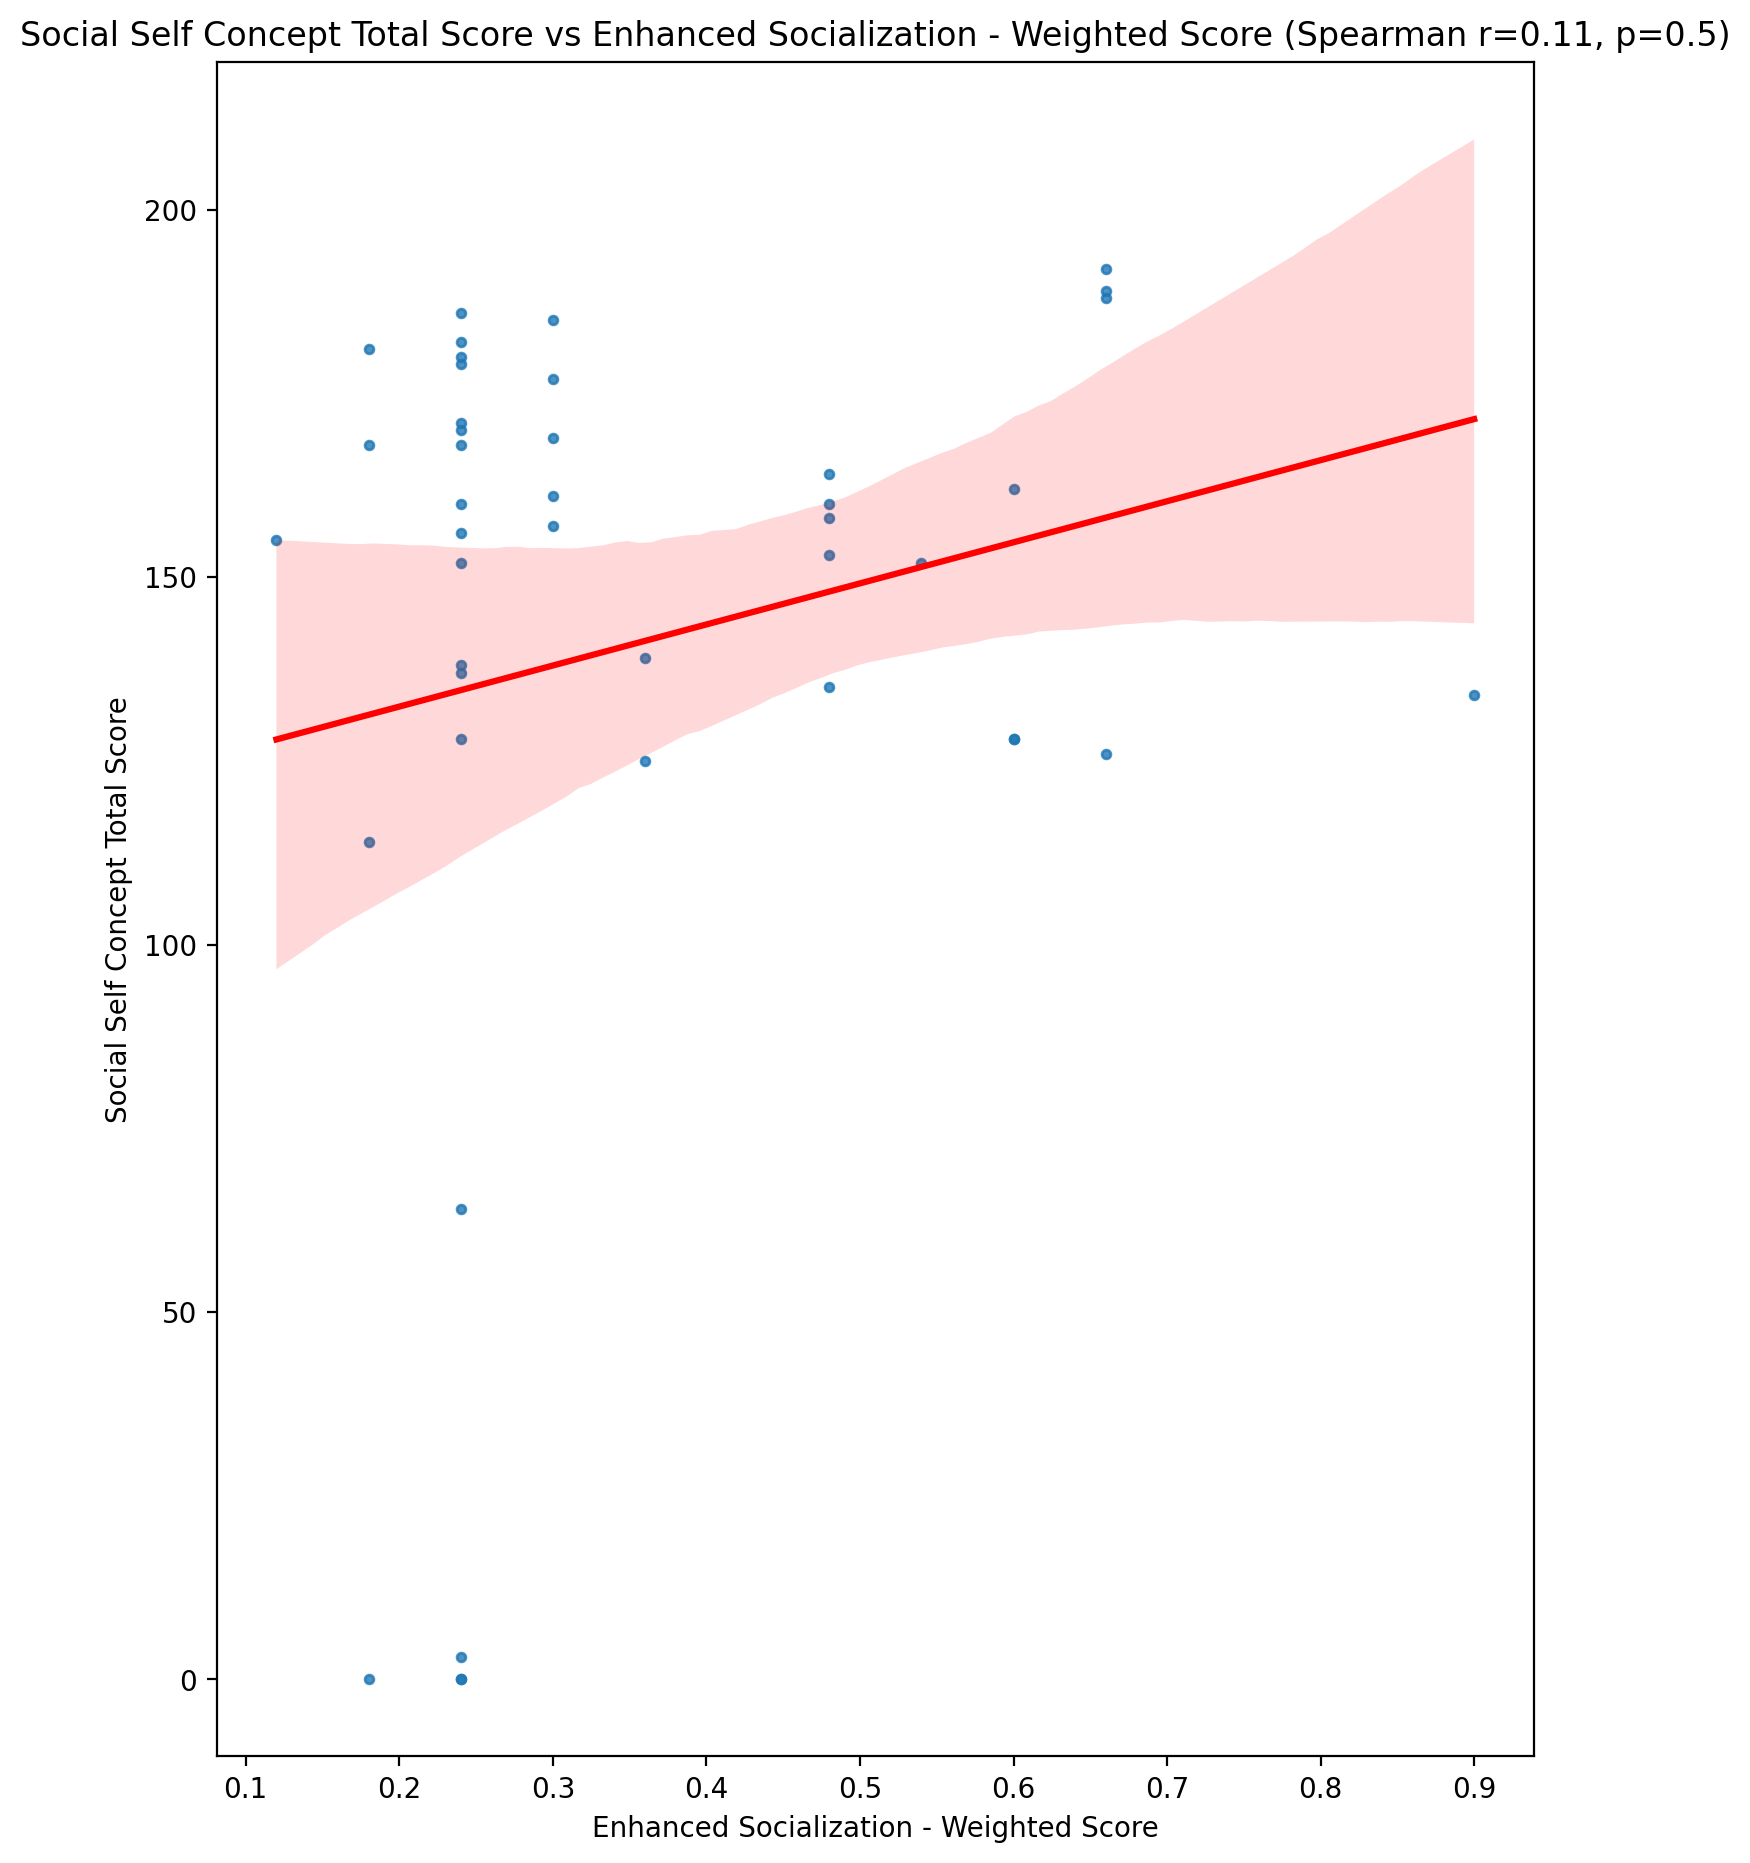 Social Self Concept Total Score vs Enhanced Socialization - Weighted Score (Spearman r=0.11, p=0.5)
Social Self Concept Total Score
200
150
100
50
0
0.1 0.2 0.3 0.4 0.5 0.6 0.7 0.8 0.9
Enhanced Socialization - Weighted Score